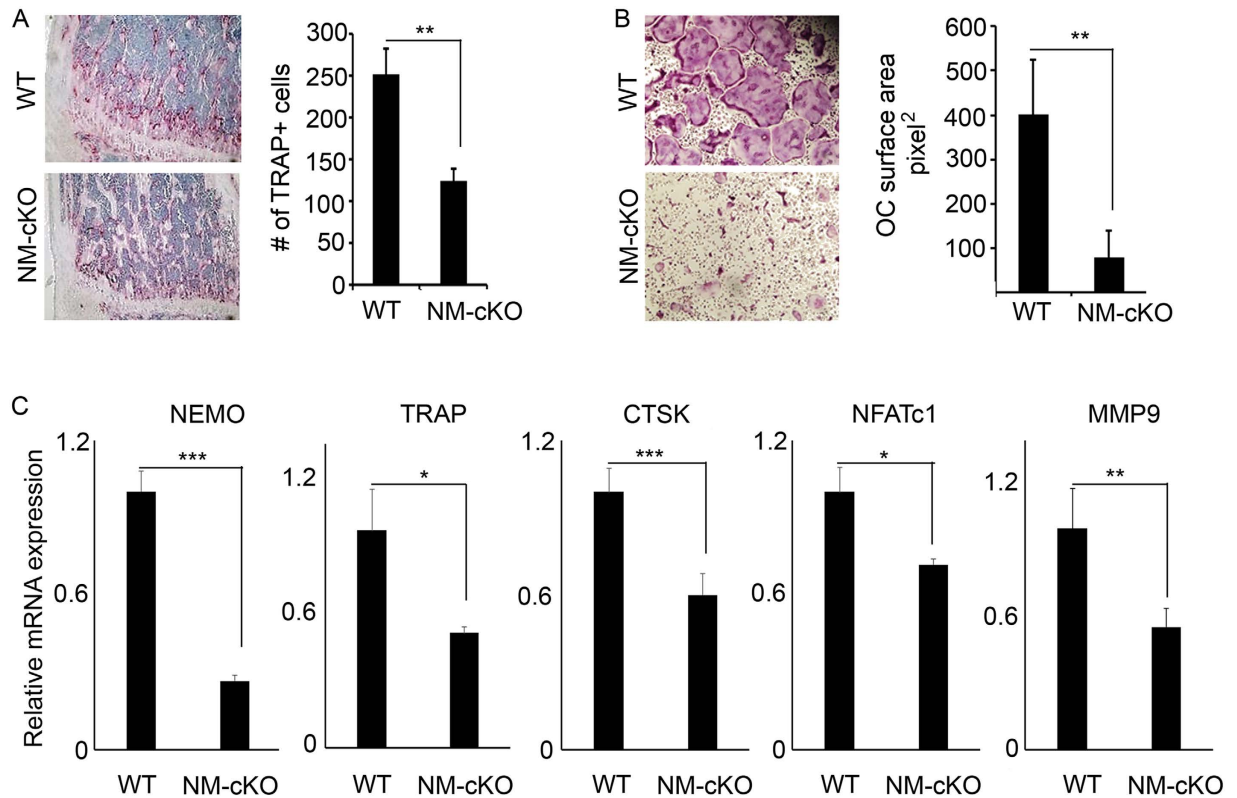 A
WT
NM-cKO
# of TRAP+ cells
300
250
200
150
100
50
0
**
WT NM-cKO
B
WT
NM-cKO
OC surface area
pixel2
600
500
400
300
200
100
**
WT NM-cKO
C
Relative mRNA expression
NEMO
1.2
0.6
0
***
WT NM-cKO
TRAP
1.2
0.6
0
*
WT NM-cKO
CTSK
1.2
0.6
0
***
WT NM-cKO
NFATc1
1.2
0.6
0
*
WT NM-cKO
MMP9
1.2
0.6
0
**
WT NM-cKO